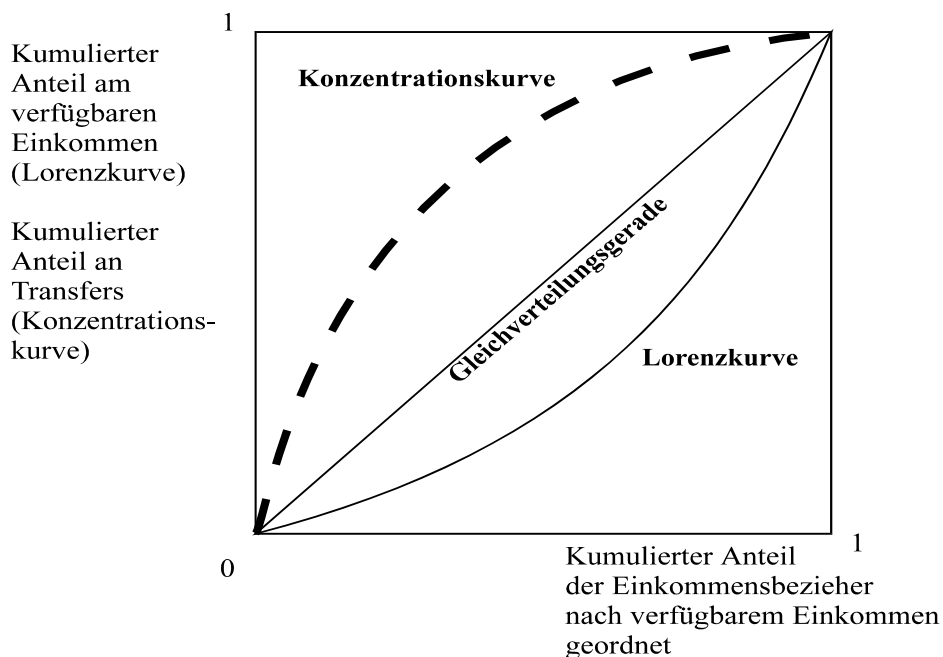 1
Kumulierter
Anteil am
verfügbaren
Einkommen
(Lorenzkurve)
Kumulierter
Anteil an
Transfers
(Konzentrations-
kurve)
Konzentrationskurve
Gleichverteilungsgerade
Lorenzkurve
0
1
Kumulierter Anteil
der Einkommensbezieher
nach verfügbarem Einkommen
geordnet